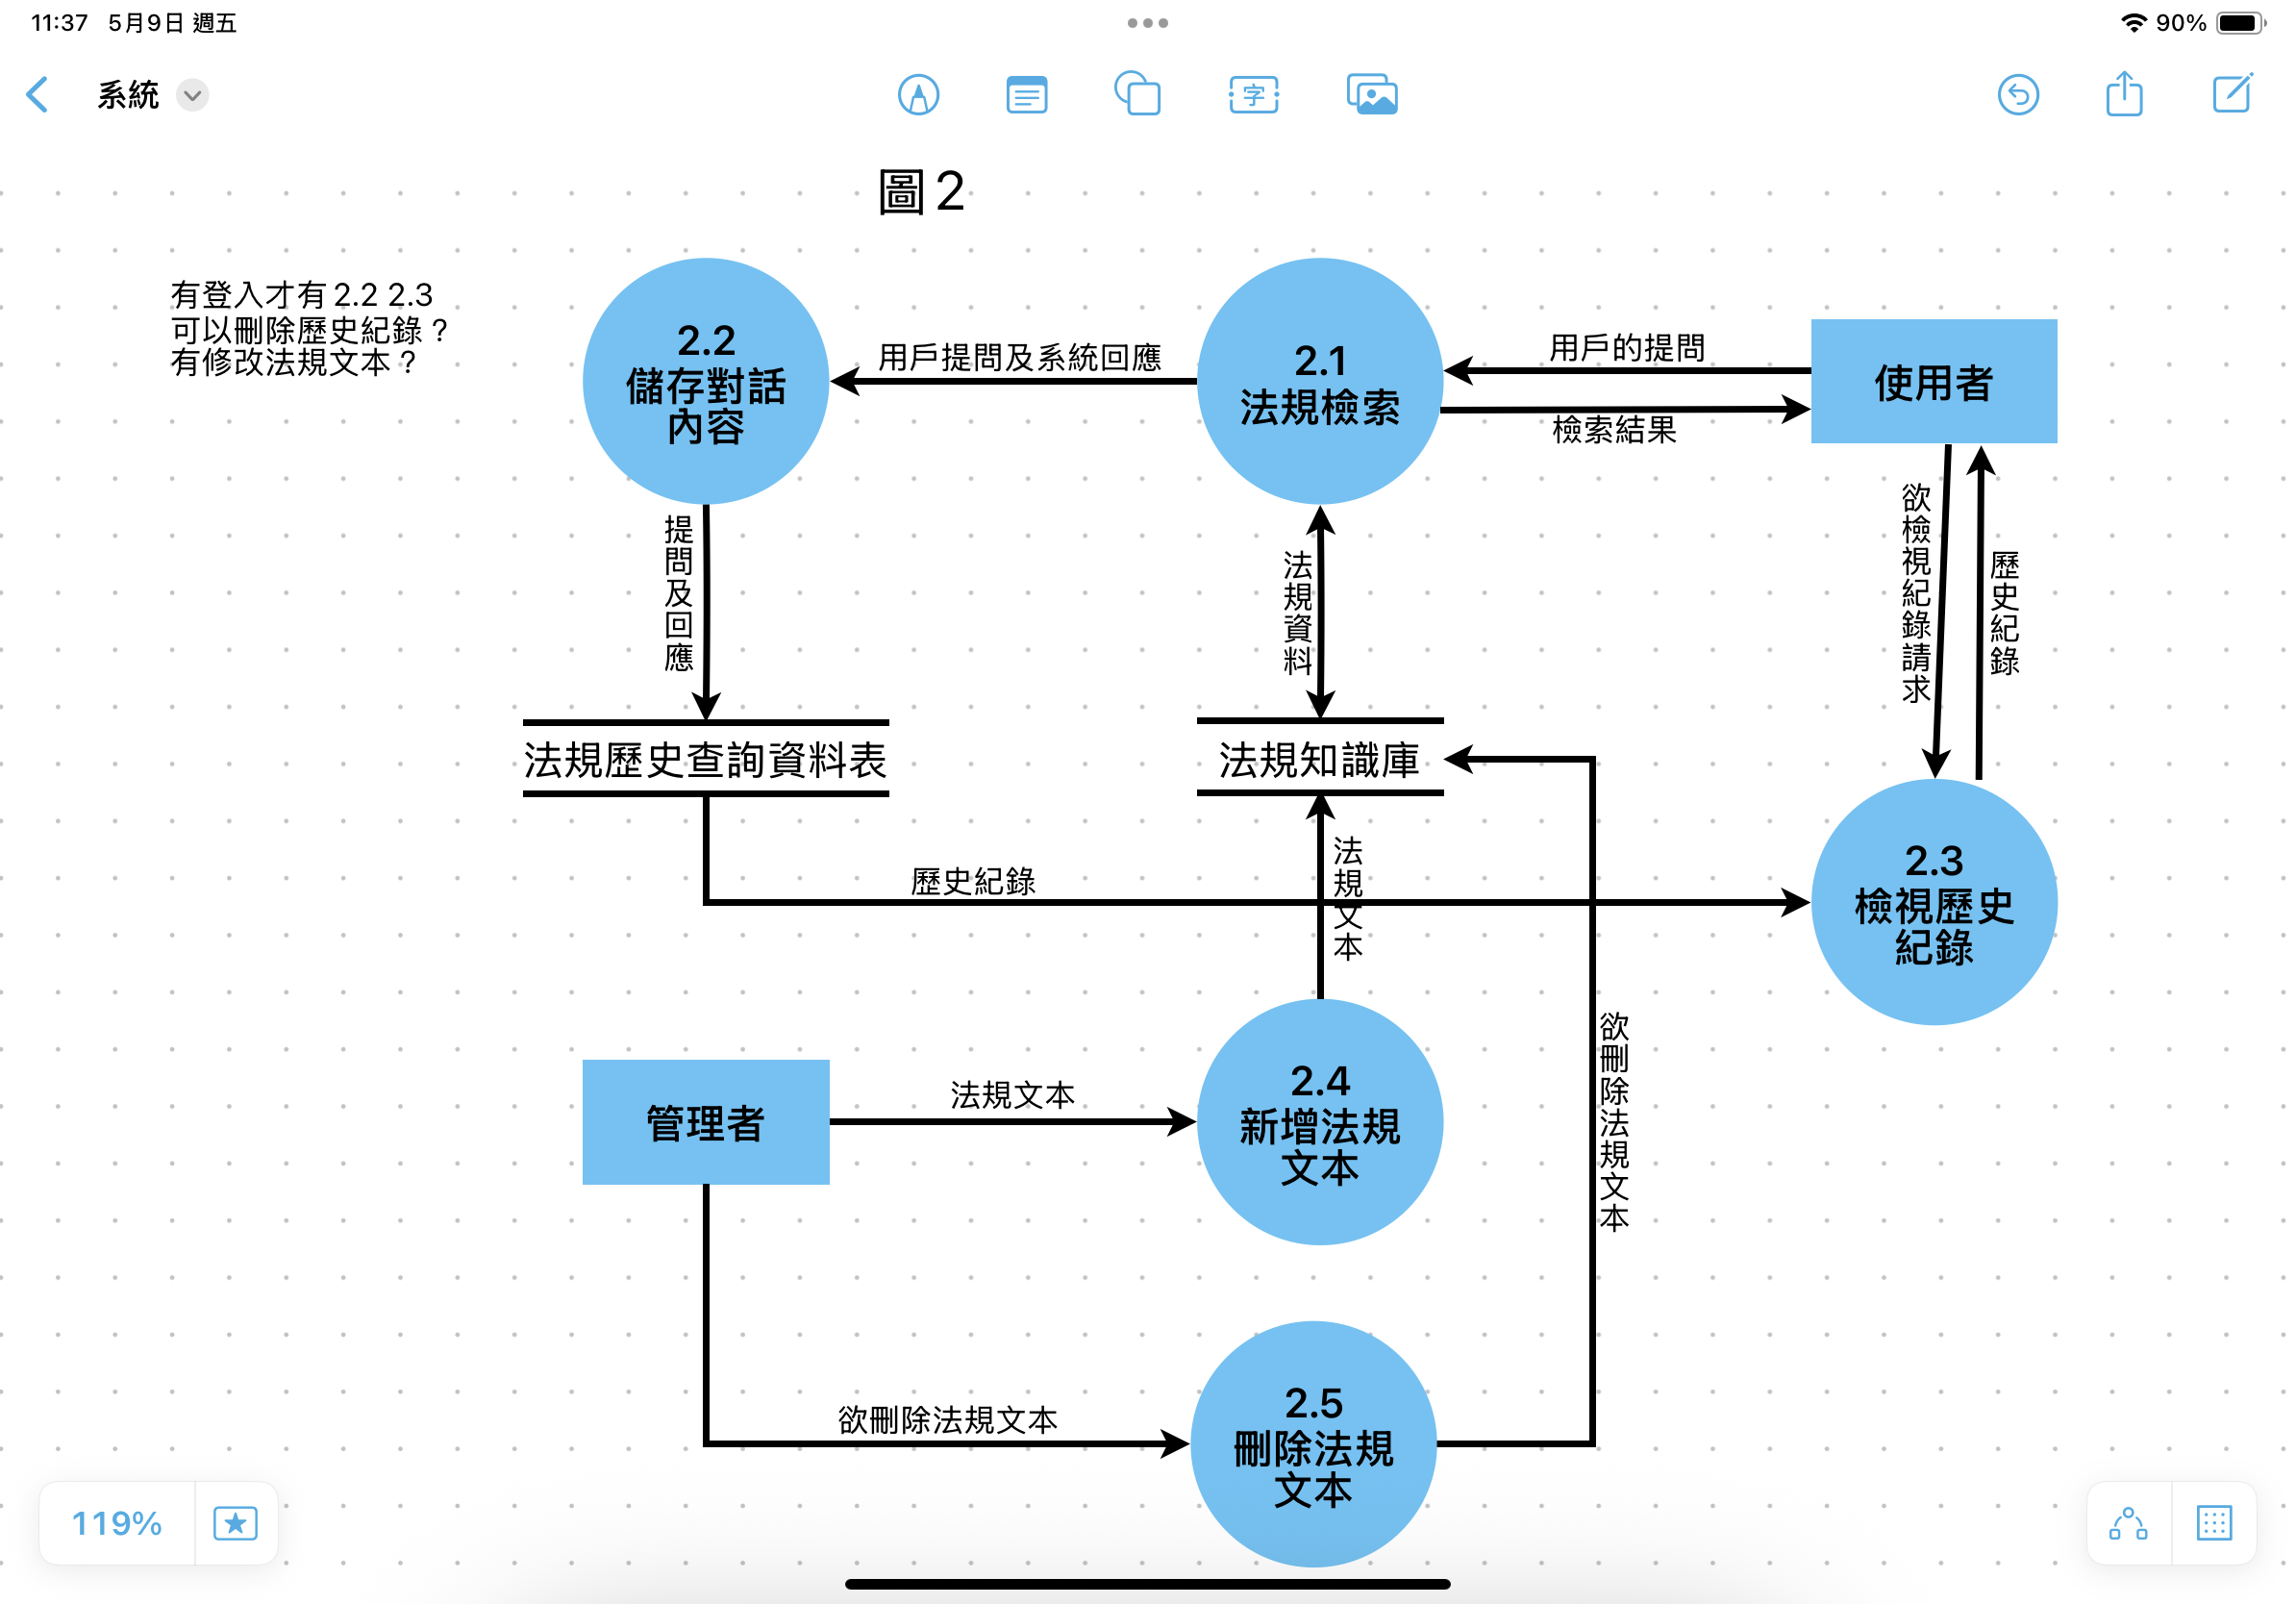 11:37 5月9日 週五
90%
系統
字
圖2
有登入才有 2.2 2.3
可以刪除歷史紀錄？
有修改法規文本？
2.2
儲存對話
內容
用戶提問及系統回應
2.1
法規檢索
用戶的提問
檢索結果
使用者
提問及回應
法規資料
欲檢視紀錄請求
歷史紀錄
法規歷史查詢資料表
法規知識庫
歷史紀錄
法規文本
2.3
檢視歷史
紀錄
管理者
法規文本
2.4
新增法規
文本
欲刪除法規文本
欲刪除法規文本
2.5
刪除法規
文本
119%